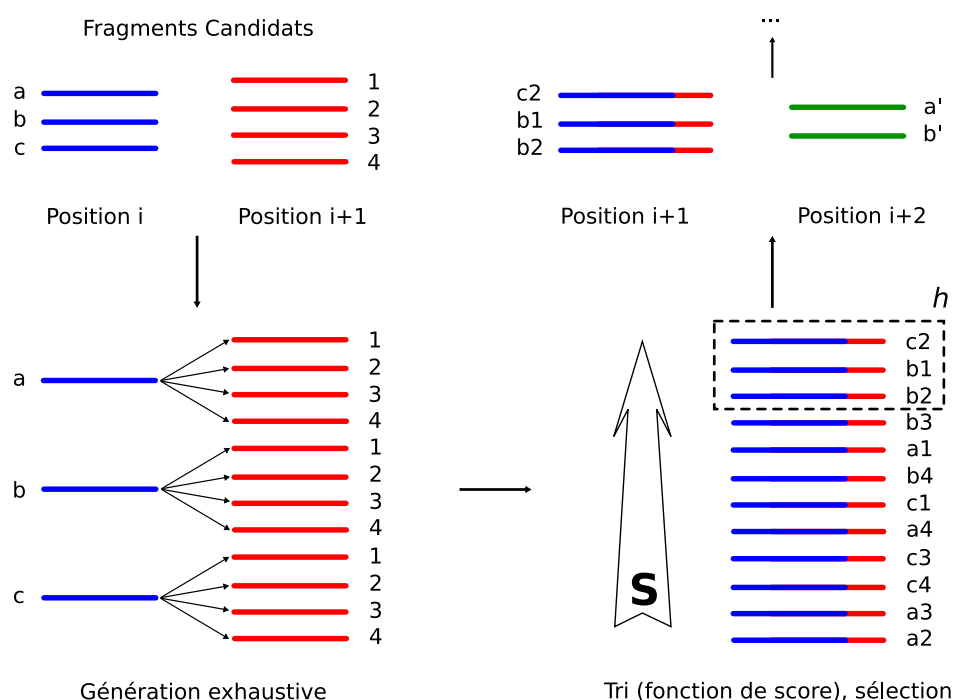 Fragments Candidats
a
b
c
1
2
3
4
Position i
Position i+1
a
1
2
3
4
b
1
2
3
4
c
1
2
3
4
Génération exhaustive
...
c2
b1
b2
a'
b'
Position i+1
Position i+2
h
S
c2
b1
b2
b3
a1
b4
c1
a4
c3
c4
a3
a2
Tri (fonction de score), sélection